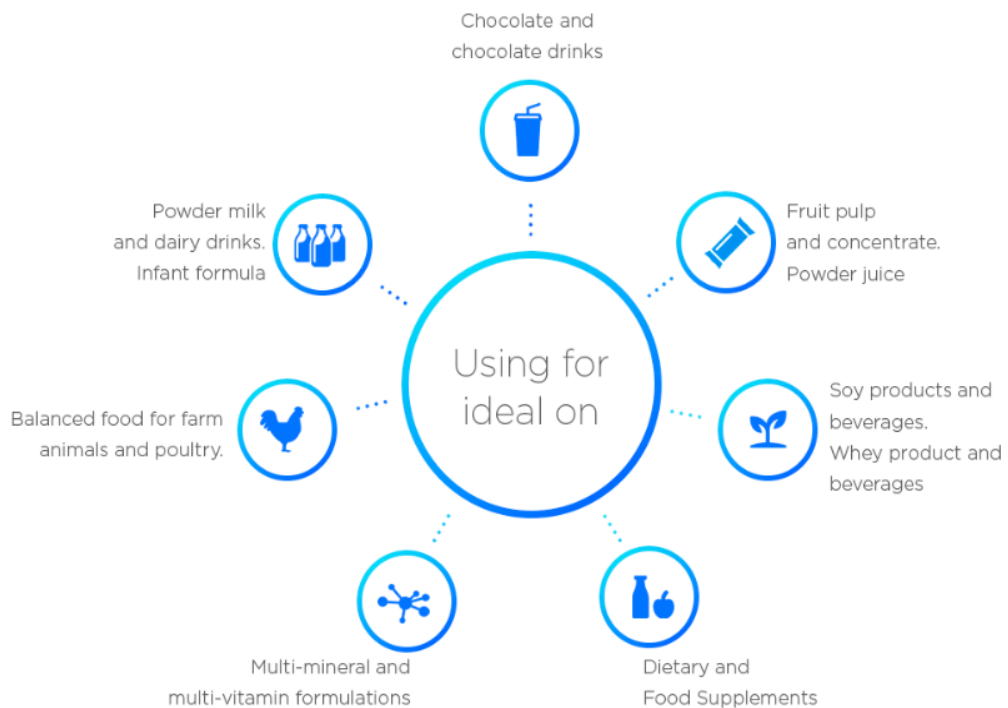 Chocolate and
chocolate drinks
Powder milk
and dairy drinks.
Infant formula
Fruit pulp
and concentrate.
Powder juice
Using for
ideal on
Balanced food for farm
animals and poultry.
Soy products and
beverages.
Whey product and
beverages
Multi-mineral and
multi-vitamin formulations
Dietary and
Food Supplements